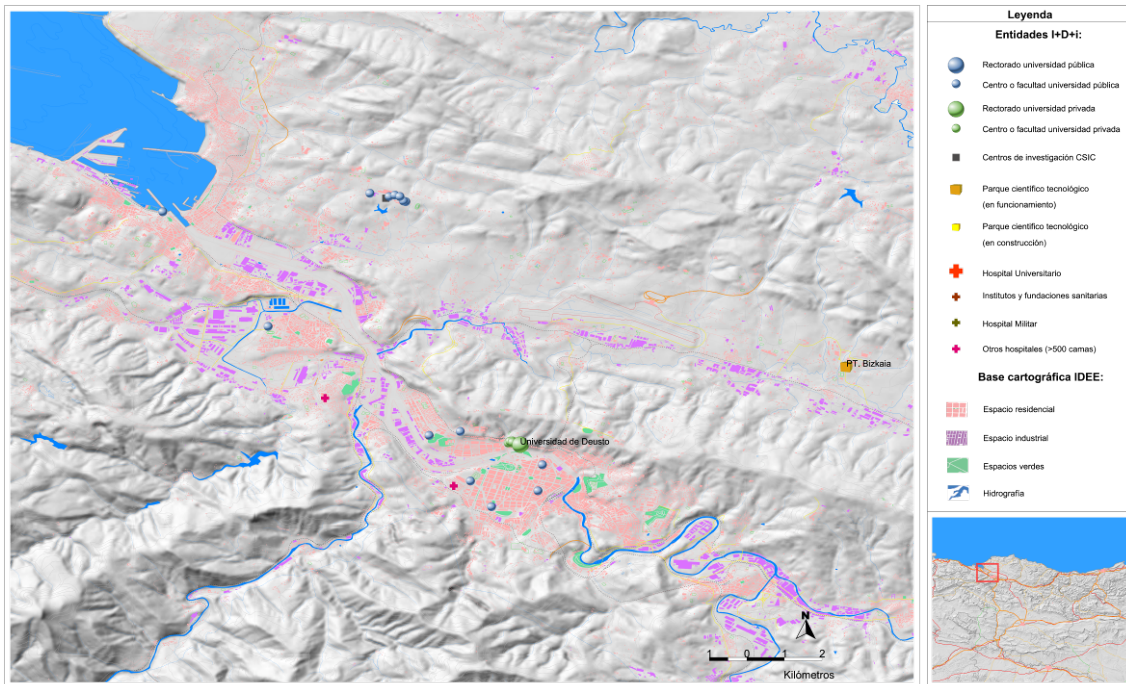 Leyenda
Entidades I+D+i:
Rectorado universidad pública
Centro o facultad universidad pública
Rectorado universidad privada
Centro o facultad universidad privada
Centros de investigación CSIC
Parque científico tecnológico
(en funcionamiento)
Parque científico tecnológico
(en construcción)
Hospital Universitario
Institutos y fundaciones sanitarias
Hospital Militar
Otros hospitales (>500 camas)
Base cartográfica IDEE:
Espacio residencial
Espacio industrial
Espacios verdes
Hidrografía
PT. Bizkaia
Universidad de Deusto
N
1 0 1 2
Kilómetros